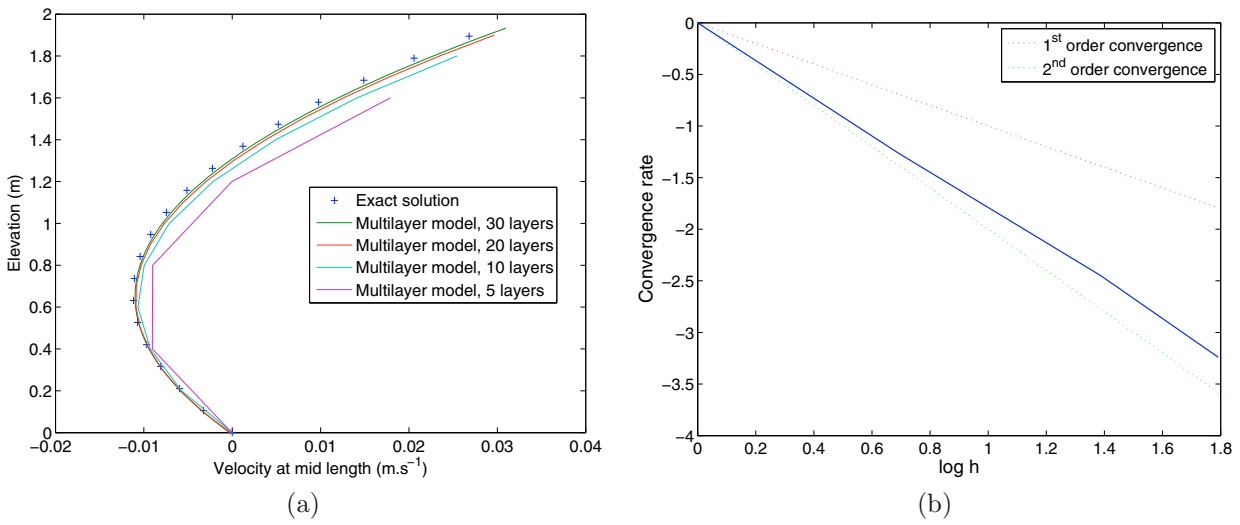 2
1.8
1.6
1.4
1.2
1
0.8
0.6
0.4
0.2
0
Elevation (m)
−0.02
−0.01
0
0.01
0.02
0.03
0.04
Velocity at mid length (m.s⁻¹)
Exact solution
Multilayer model, 30 layers
Multilayer model, 20 layers
Multilayer model, 10 layers
Multilayer model, 5 layers
(a)
−0
−0.5
−1
−1.5
−2
−2.5
−3
−3.5
−4
Convergence rate
0
0.2
0.4
0.6
0.8
1
1.2
1.4
1.6
1.8
log h
1ˢᵗ order convergence
2ⁿᵈ order convergence
(b)